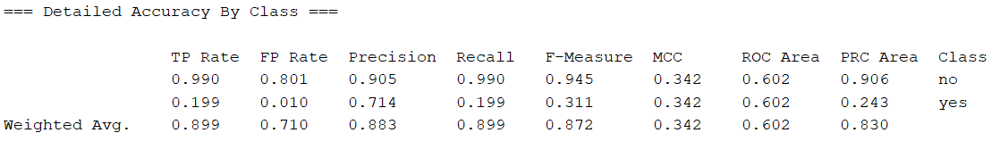 === Detailed Accuracy By Class ===
TP Rate FP Rate Precision Recall F-Measure MCC ROC Area PRC Area Class
0.990 0.801 0.905 0.990 0.945 0.342 0.602 0.906 no
0.199 0.010 0.714 0.199 0.311 0.342 0.602 0.243 yes
Weighted Avg. 0.899 0.710 0.883 0.899 0.872 0.342 0.602 0.830